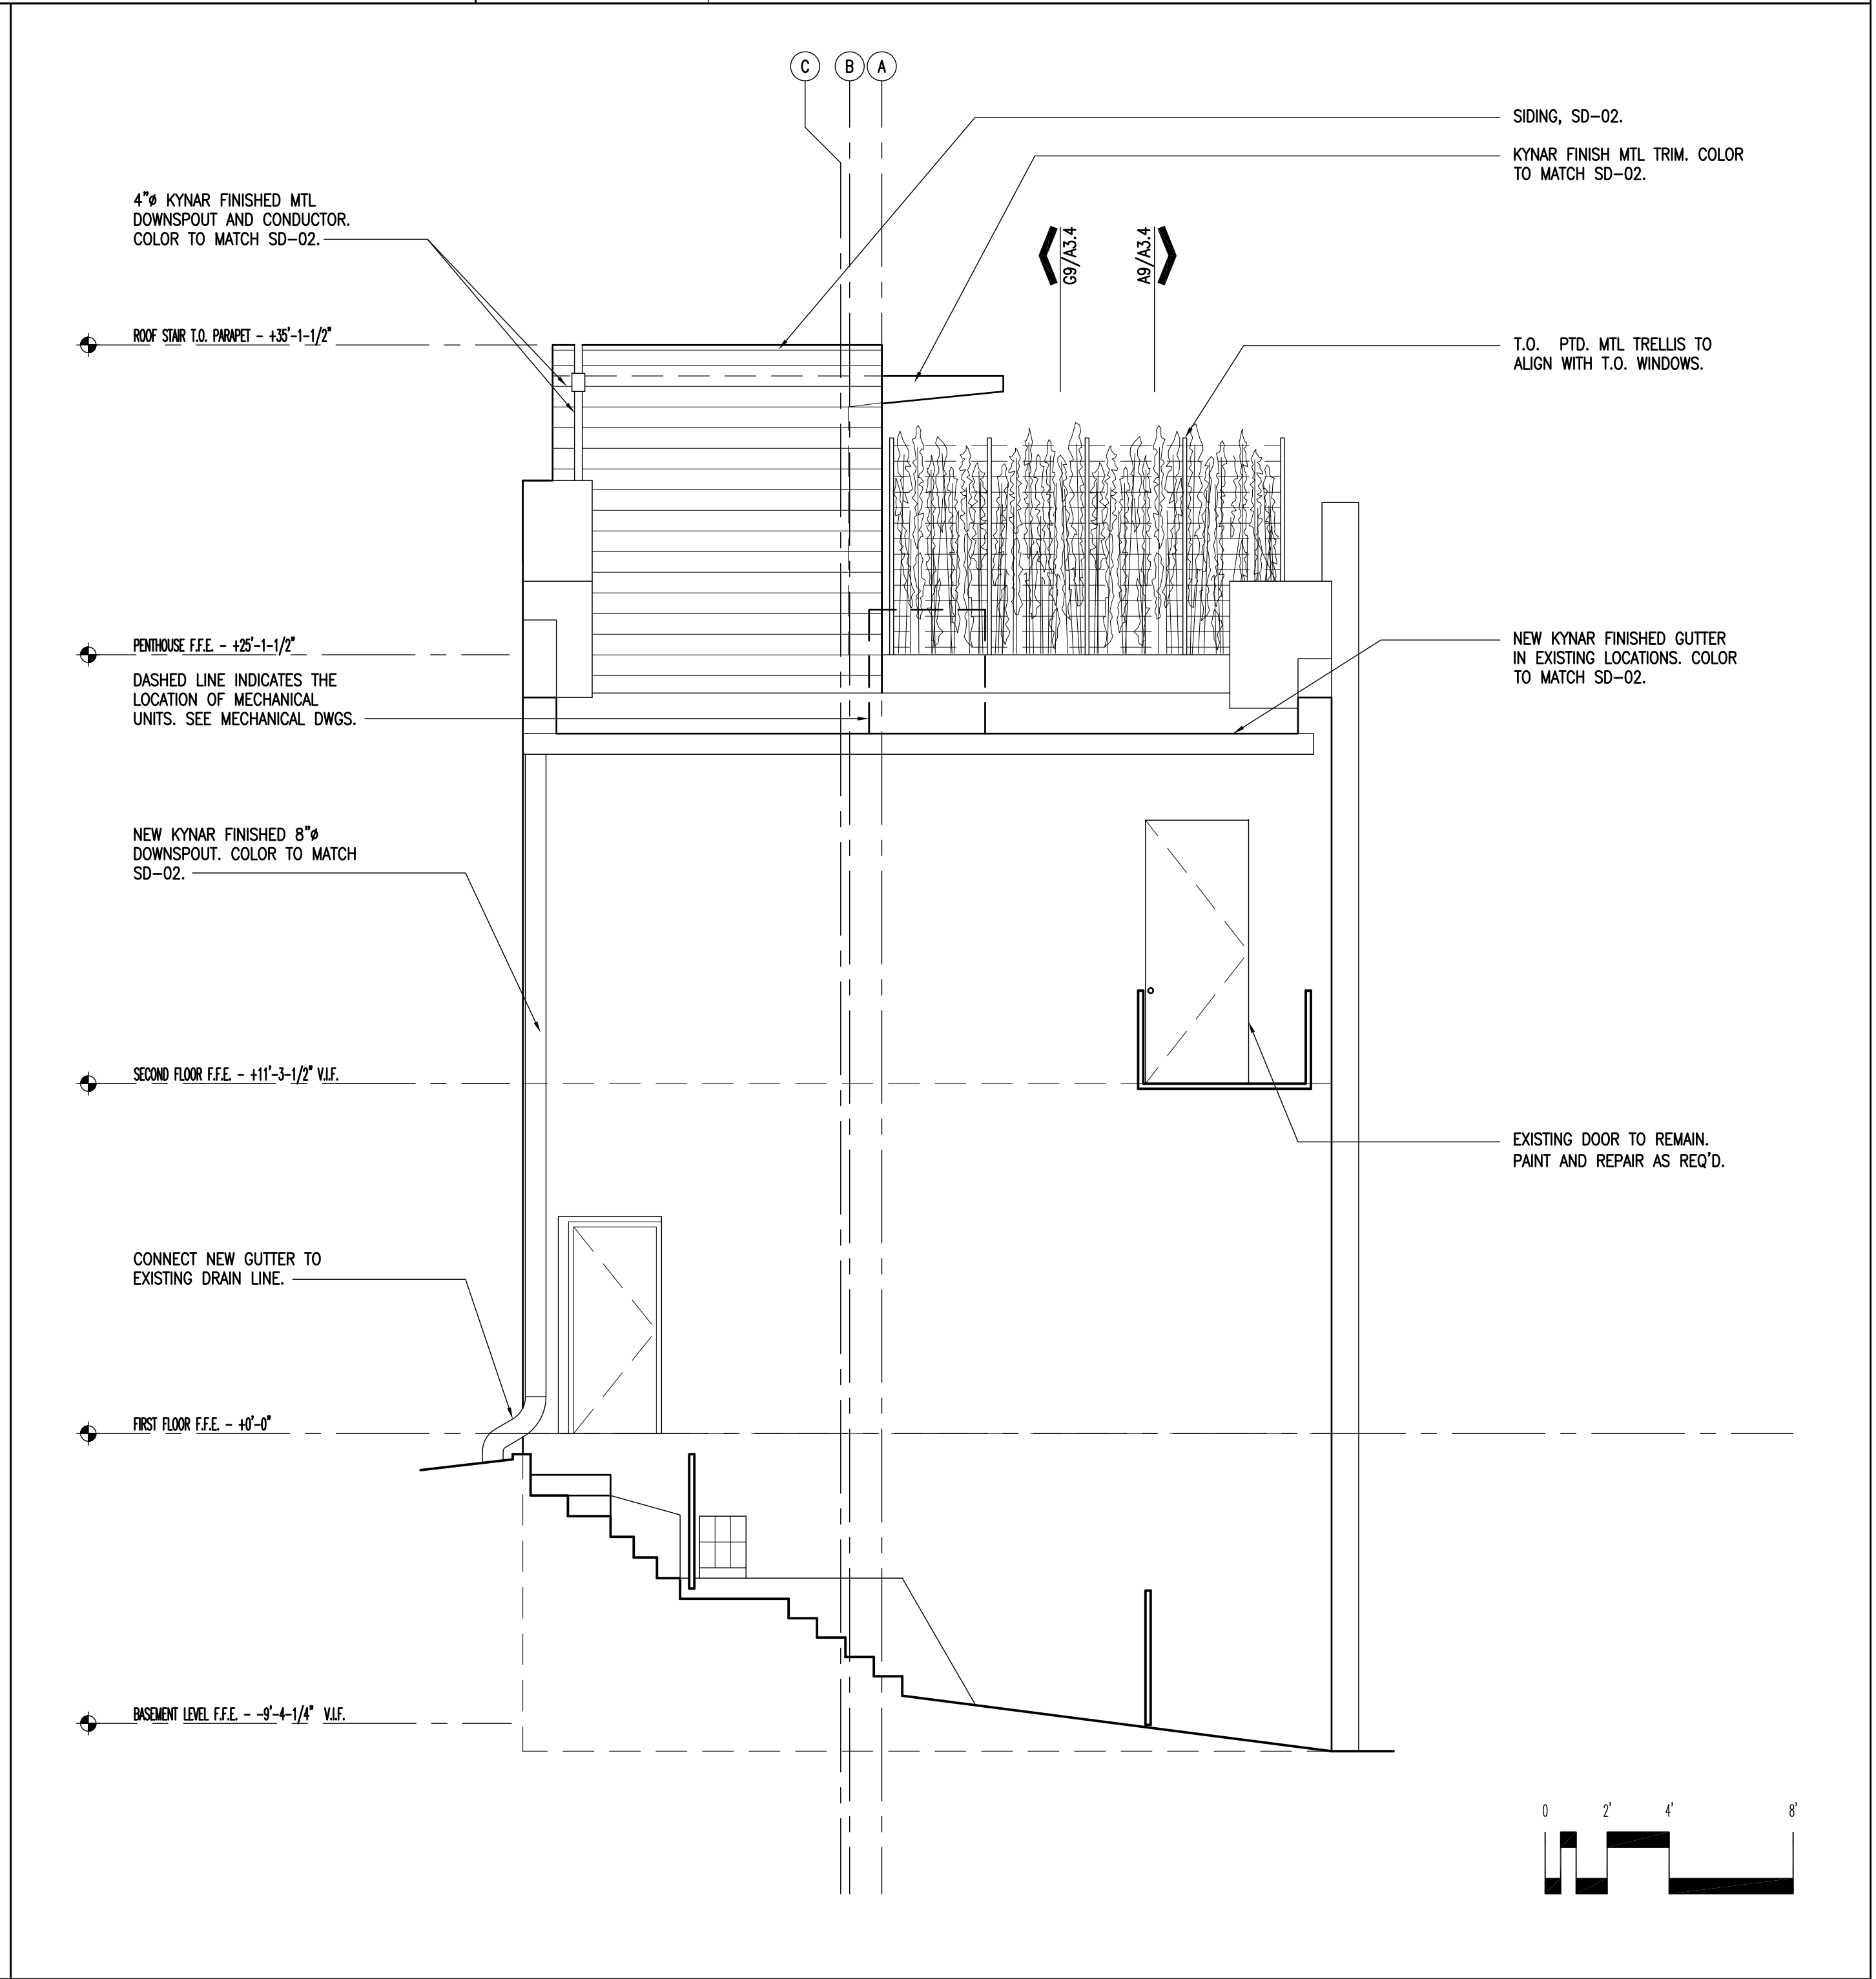 C B A
SIDING, SD-02.
KYNAR FINISH MTL TRIM. COLOR
TO MATCH SD-02.
4"ø KYNAR FINISHED MTL
DOWNSPOUT AND CONDUCTOR.
COLOR TO MATCH SD-02.
G9/A3.4
A9/A3.4
ROOF STAIR T.O. PARAPET - +35'-1-1/2"
T.O. PTD. MTL TRELLIS TO
ALIGN WITH T.O. WINDOWS.
PENTHOUSE F.F.E. - +25'-1-1/2"
NEW KYNAR FINISHED GUTTER
IN EXISTING LOCATIONS. COLOR
TO MATCH SD-02.
DASHED LINE INDICATES THE
LOCATION OF MECHANICAL
UNITS. SEE MECHANICAL DWGS.
NEW KYNAR FINISHED 8"ø
DOWNSPOUT. COLOR TO MATCH
SD-02.
SECOND FLOOR F.F.E. - +11'-3-1/2" V.I.F.
EXISTING DOOR TO REMAIN.
PAINT AND REPAIR AS REQ'D.
CONNECT NEW GUTTER TO
EXISTING DRAIN LINE.
FIRST FLOOR F.F.E. - +0'-0"
BASEMENT LEVEL F.F.E. - -9'-4-1/4" V.I.F.
0 2' 4' 8'